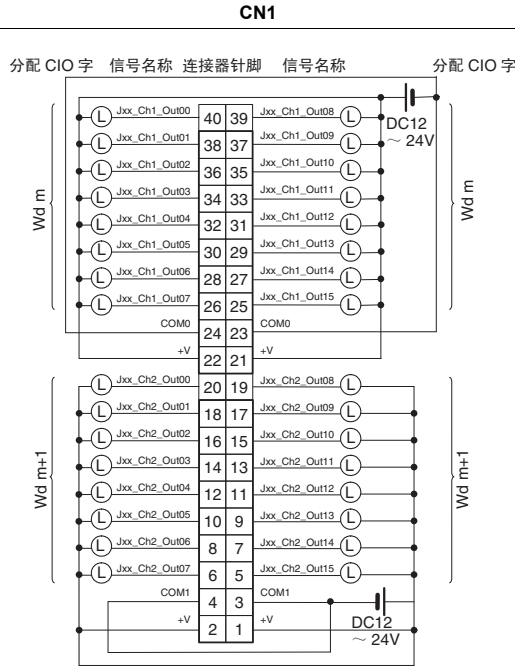 CN1
分配 CIO 字 信号名称 连接器针脚 信号名称 分配 CIO 字
Jxx_Ch1_Out00 40 39 Jxx_Ch1_Out08
DC12
～ 24V
Jxx_Ch1_Out01 38 37 Jxx_Ch1_Out09
Jxx_Ch1_Out02 36 35 Jxx_Ch1_Out10
Jxx_Ch1_Out03 34 33 Jxx_Ch1_Out11
Wd m Wd m
Jxx_Ch1_Out04 32 31 Jxx_Ch1_Out12
Jxx_Ch1_Out05 30 29 Jxx_Ch1_Out13
Jxx_Ch1_Out06 28 27 Jxx_Ch1_Out14
Jxx_Ch1_Out07 26 25 Jxx_Ch1_Out15
COM0 24 23 COM0
+V 22 21 +V
L Jxx_Ch2_Out00 20 19 Jxx_Ch2_Out08 L
L Jxx_Ch2_Out01 18 17 Jxx_Ch2_Out09 L
L Jxx_Ch2_Out02 16 15 Jxx_Ch2_Out10 L
L Jxx_Ch2_Out03 14 13 Jxx_Ch2_Out11 L
Wd m+1 Wd m+1
L Jxx_Ch2_Out04 12 11 Jxx_Ch2_Out12 L
L Jxx_Ch2_Out05 10 9 Jxx_Ch2_Out13 L
L Jxx_Ch2_Out06 8 7 Jxx_Ch2_Out14 L
L Jxx_Ch2_Out07 6 5 Jxx_Ch2_Out15 L
COM1 4 3 COM1
+V 2 1 +V
DC12
～ 24V